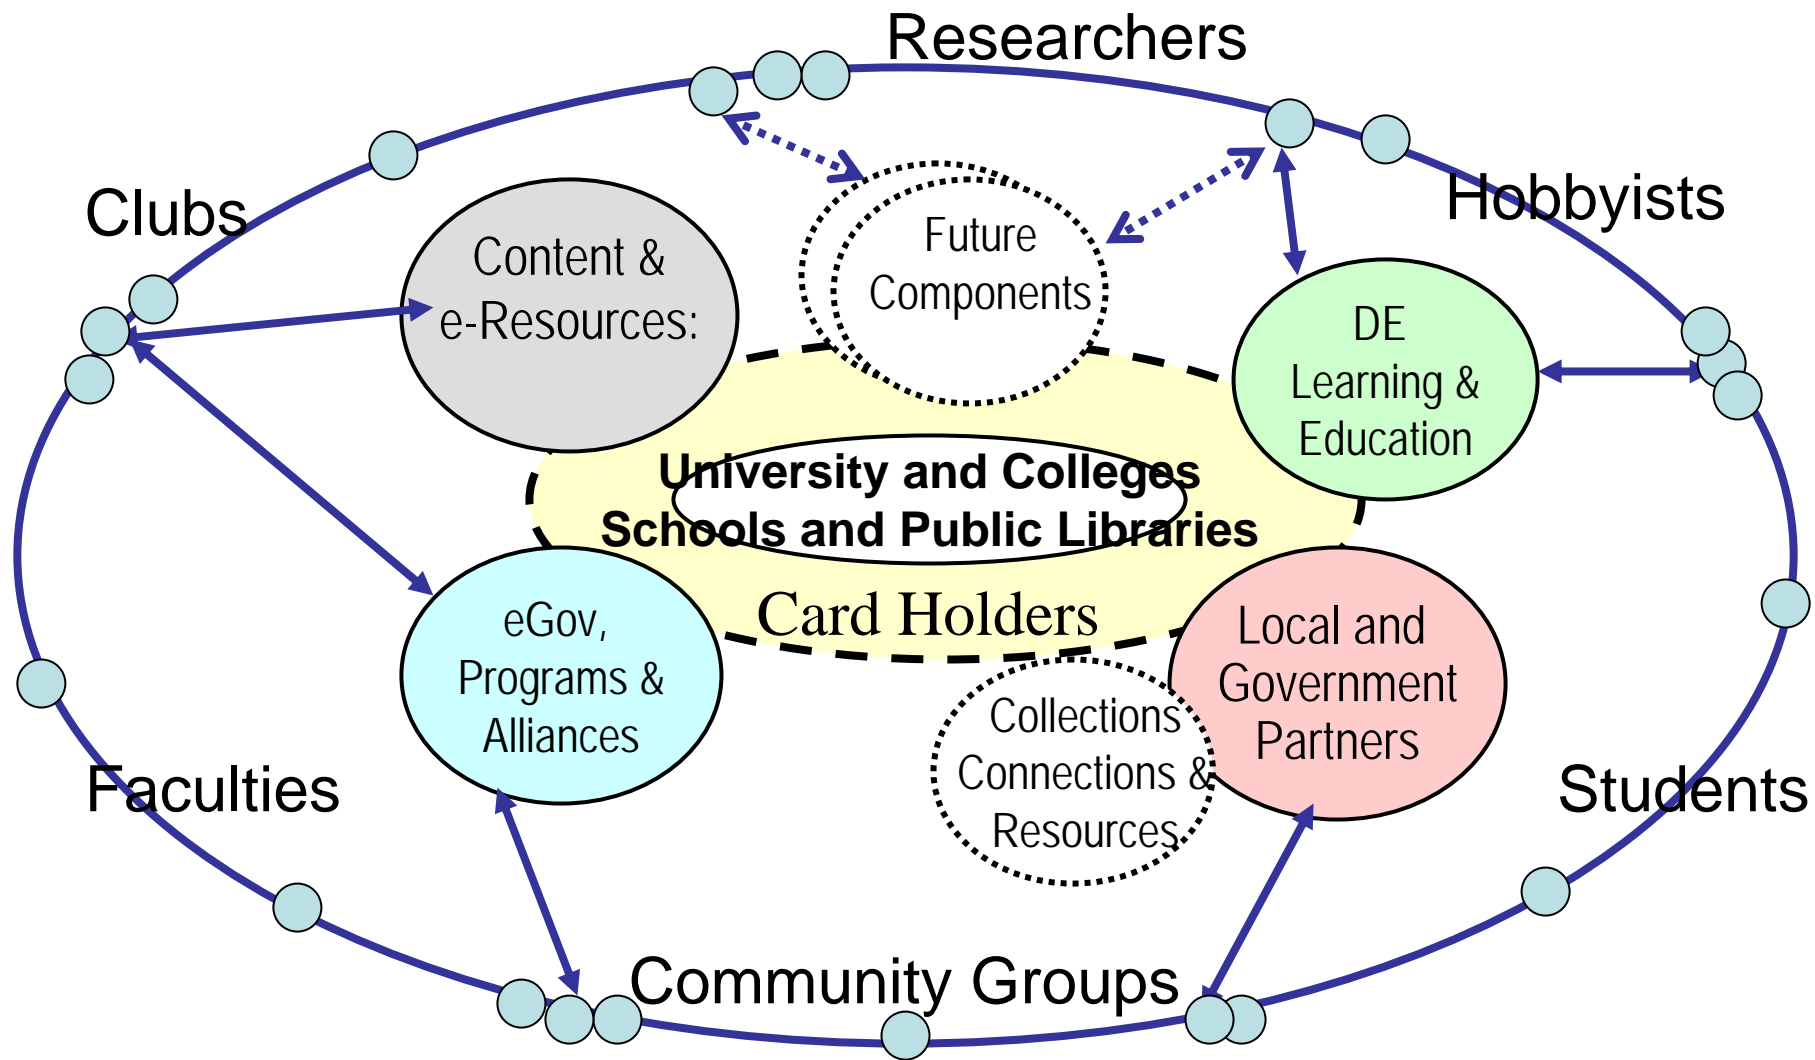 Researchers
Clubs
Hobbyists
Content &
e-Resources:
Future
Components
DE
Learning &
Education
University and Colleges
Schools and Public Libraries
Card Holders
eGov,
Programs &
Alliances
Local and
Government
Partners
Collections
Connections &
Resources
Faculties
Students
Community Groups